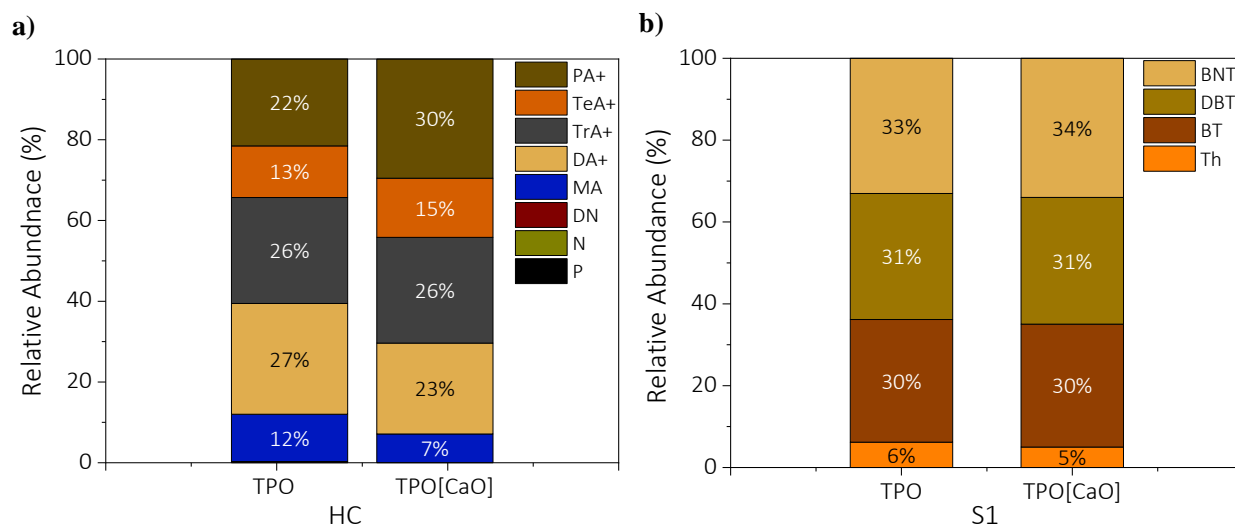 a)
Relative Abundnace (%)
100
80
60
40
20
0
22%
13%
26%
27%
12%
30%
15%
26%
23%
7%
TPO
TPO[CaO]
HC
PA+
TeA+
TrA+
DA+
MA
DN
N
P
b)
Relative Abundance (%)
100
80
60
40
20
0
33%
31%
30%
6%
34%
31%
30%
5%
TPO
TPO[CaO]
S1
BNT
DBT
BT
Th